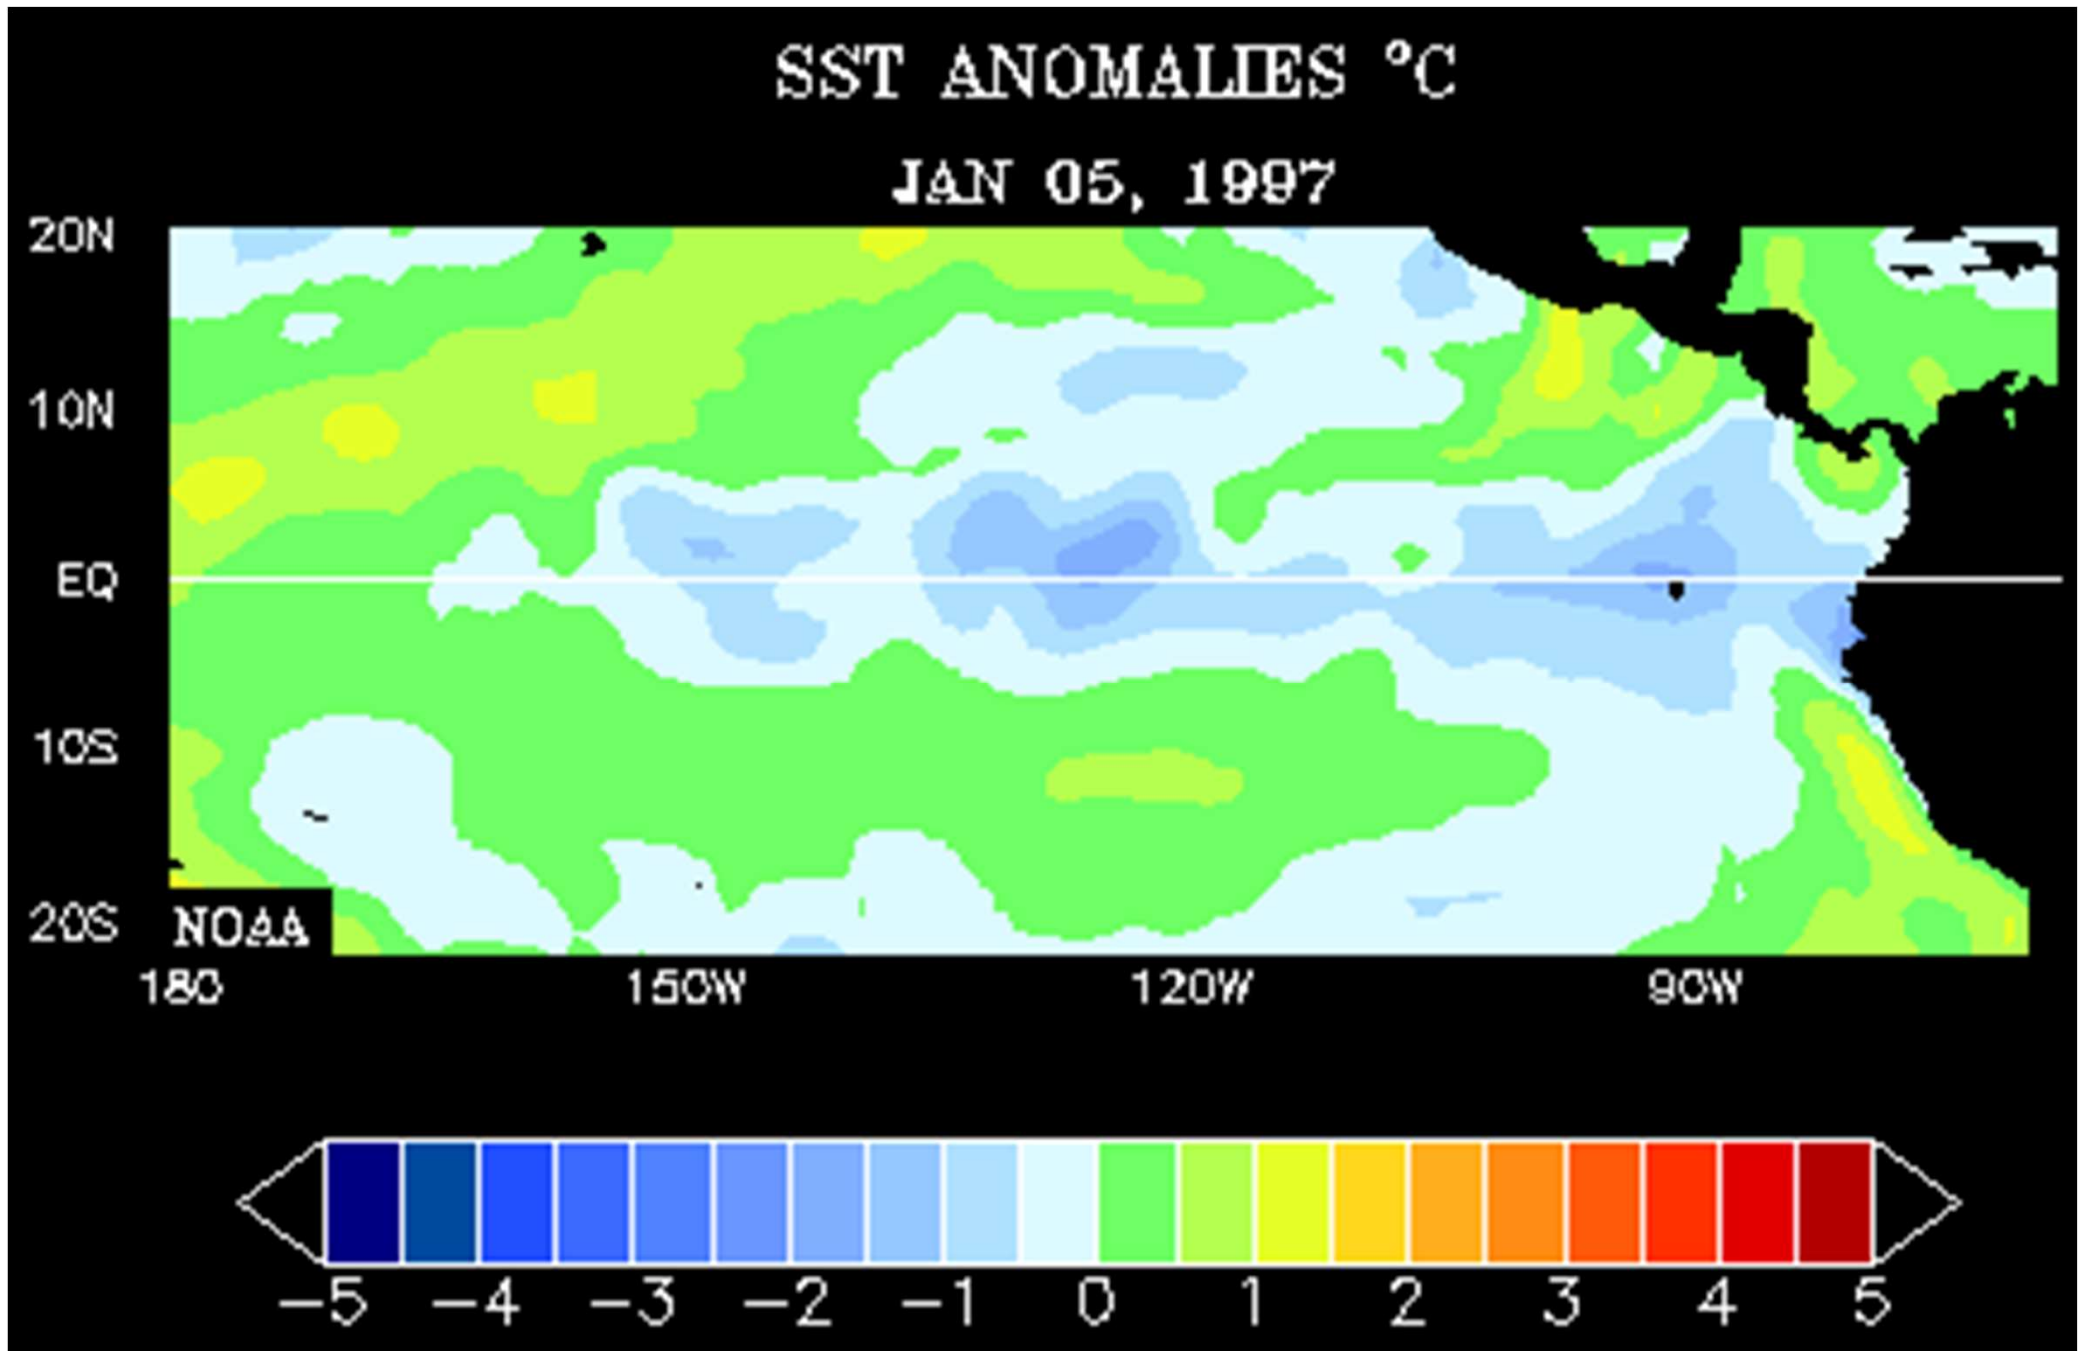 SST ANOMALIES °C
JAN 05, 1997
20N
10N
EQ
10S
20S
NOAA
180 150W 120W 90W
-5 -4 -3 -2 -1 0 1 2 3 4 5